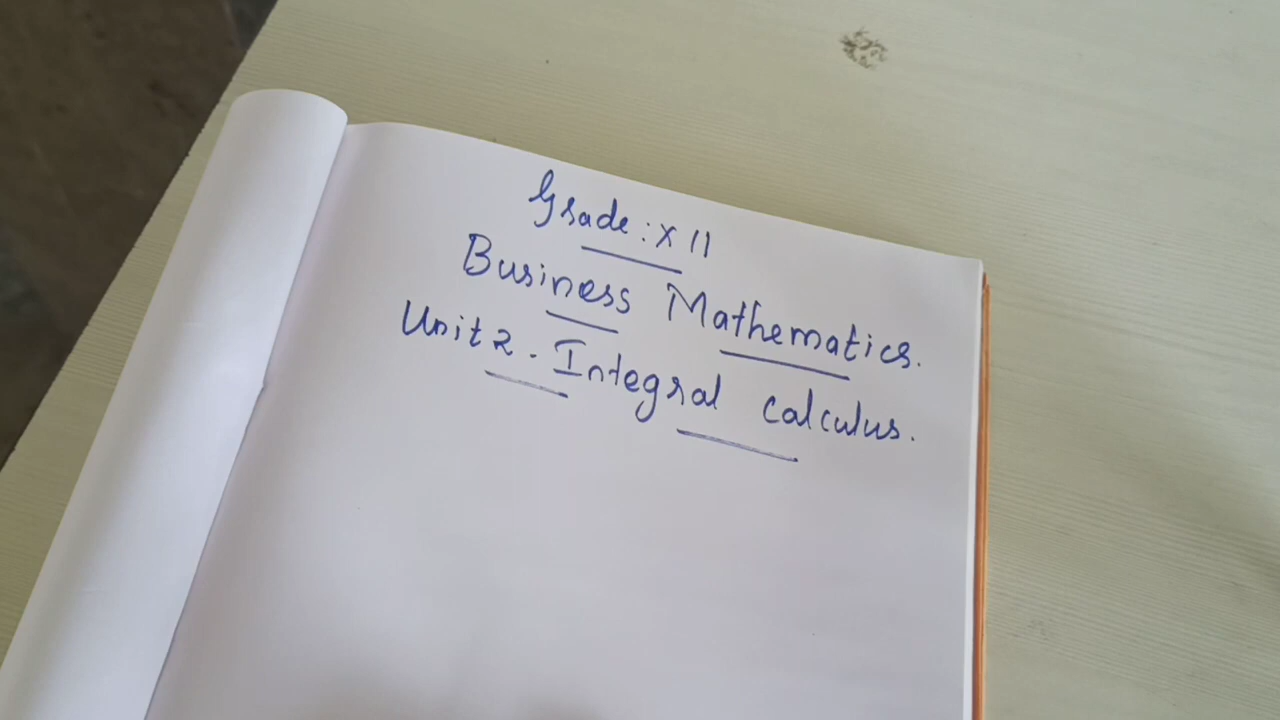 Grade : XII
Business Mathematics.
Unit 2. Integral calculus.